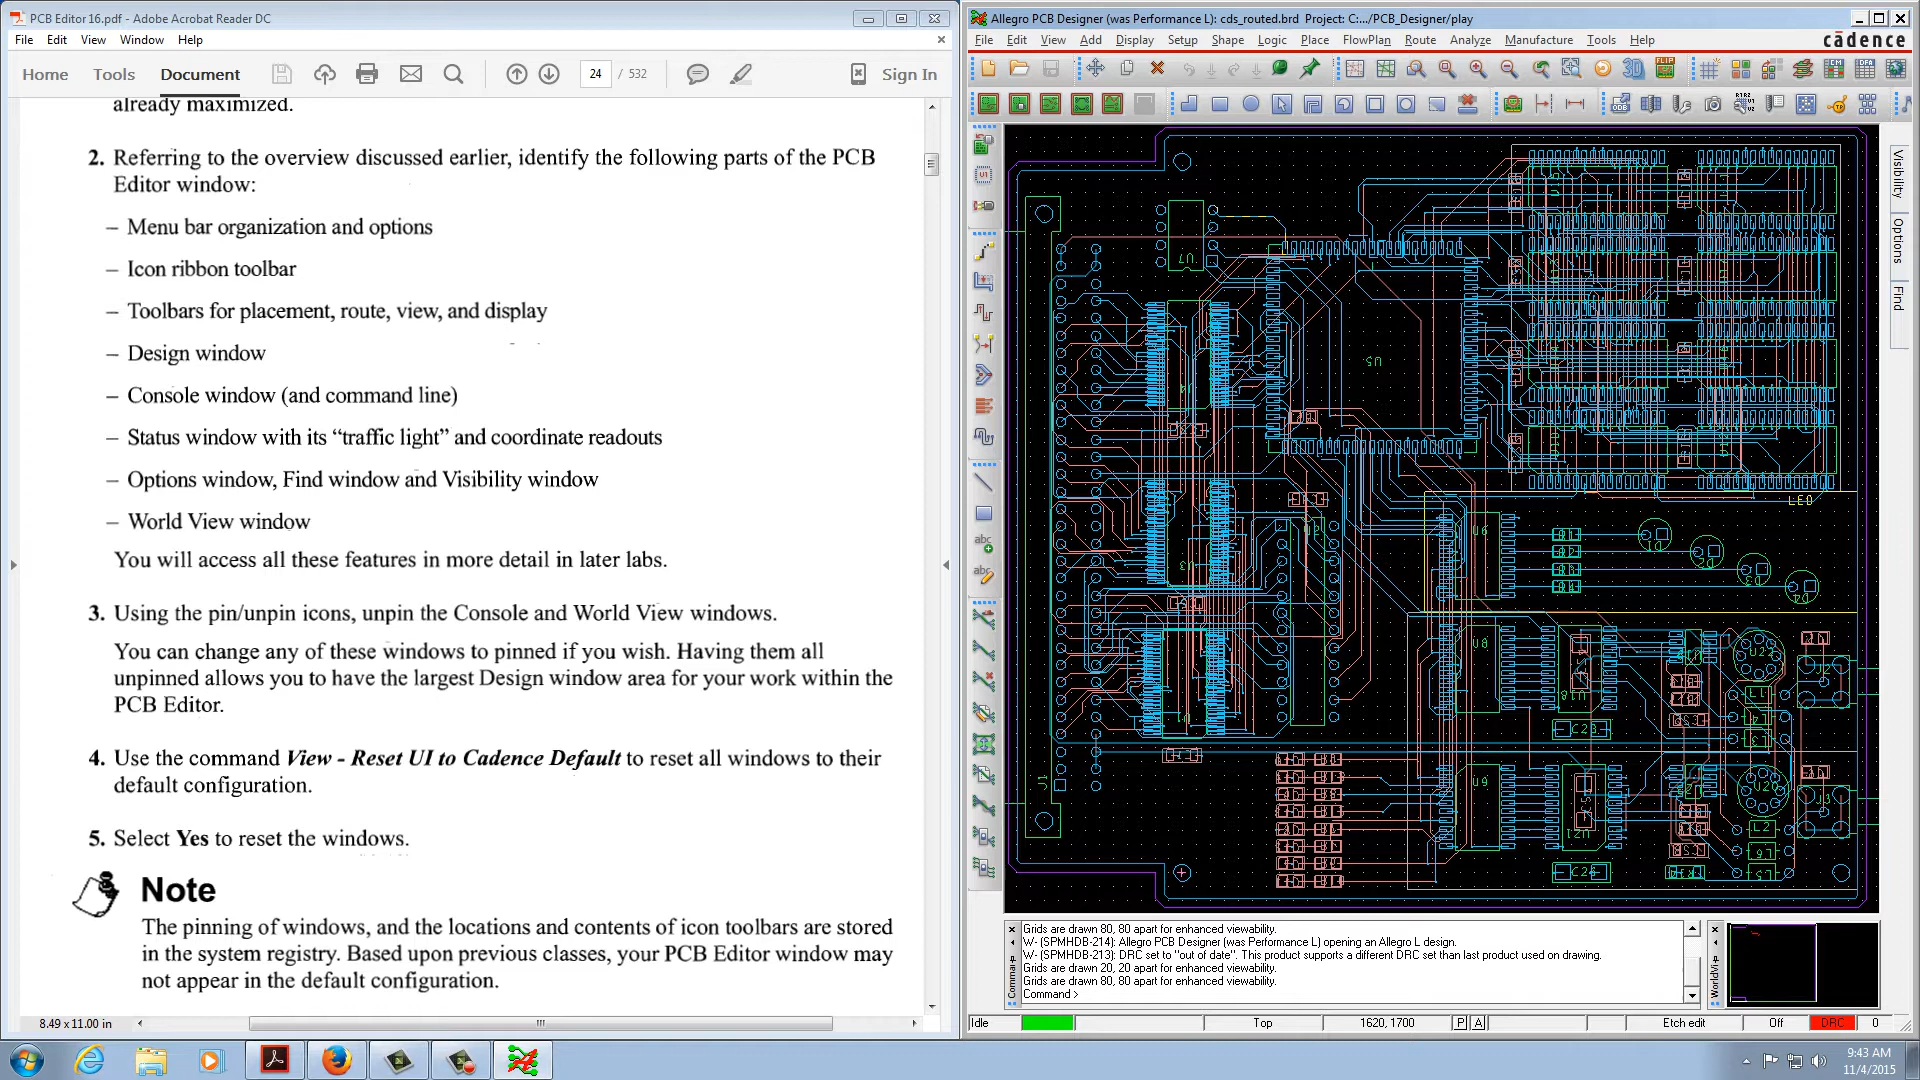 PCB Editor 16.pdf - Adobe Acrobat Reader DC
File Edit View Window Help
Home Tools Document 24 / 532 Sign In
already maximized.
2. Referring to the overview discussed earlier, identify the following parts of the PCB
Editor window:
– Menu bar organization and options
– Icon ribbon toolbar
– Toolbars for placement, route, view, and display
– Design window
– Console window (and command line)
– Status window with its “traffic light” and coordinate readouts
– Options window, Find window and Visibility window
– World View window
You will access all these features in more detail in later labs.
3. Using the pin/unpin icons, unpin the Console and World View windows.
You can change any of these windows to pinned if you wish. Having them all
unpinned allows you to have the largest Design window area for your work within the
PCB Editor.
4. Use the command View - Reset UI to Cadence Default to reset all windows to their
default configuration.
5. Select Yes to reset the windows.
Note
The pinning of windows, and the locations and contents of icon toolbars are stored
in the system registry. Based upon previous classes, your PCB Editor window may
not appear in the default configuration.
8.49 x 11.00 in
Allegro PCB Designer (was Performance L): cds_routed.brd Project: C:.../PCB_Designer/play
File Edit View Add Display Setup Shape Logic Place FlowPlan Route Analyze Manufacture Tools Help
cādence
Visibility
Options
Find
U7
U5
LED
U6
U3
U8
U9
U1
J1
Grids are drawn 80, 80 apart for enhanced viewability.
W- (SPMHDB-214): Allegro PCB Designer (was Performance L) opening an Allegro L design.
W- (SPMHDB-213): DRC set to "out of date". This product supports a different DRC set than last product used on drawing.
Grids are drawn 20, 20 apart for enhanced viewability.
Grids are drawn 80, 80 apart for enhanced viewability.
Command >
Idle Top 1620, 1700 P A Etch edit Off DRC 0
9:43 AM
11/4/2015